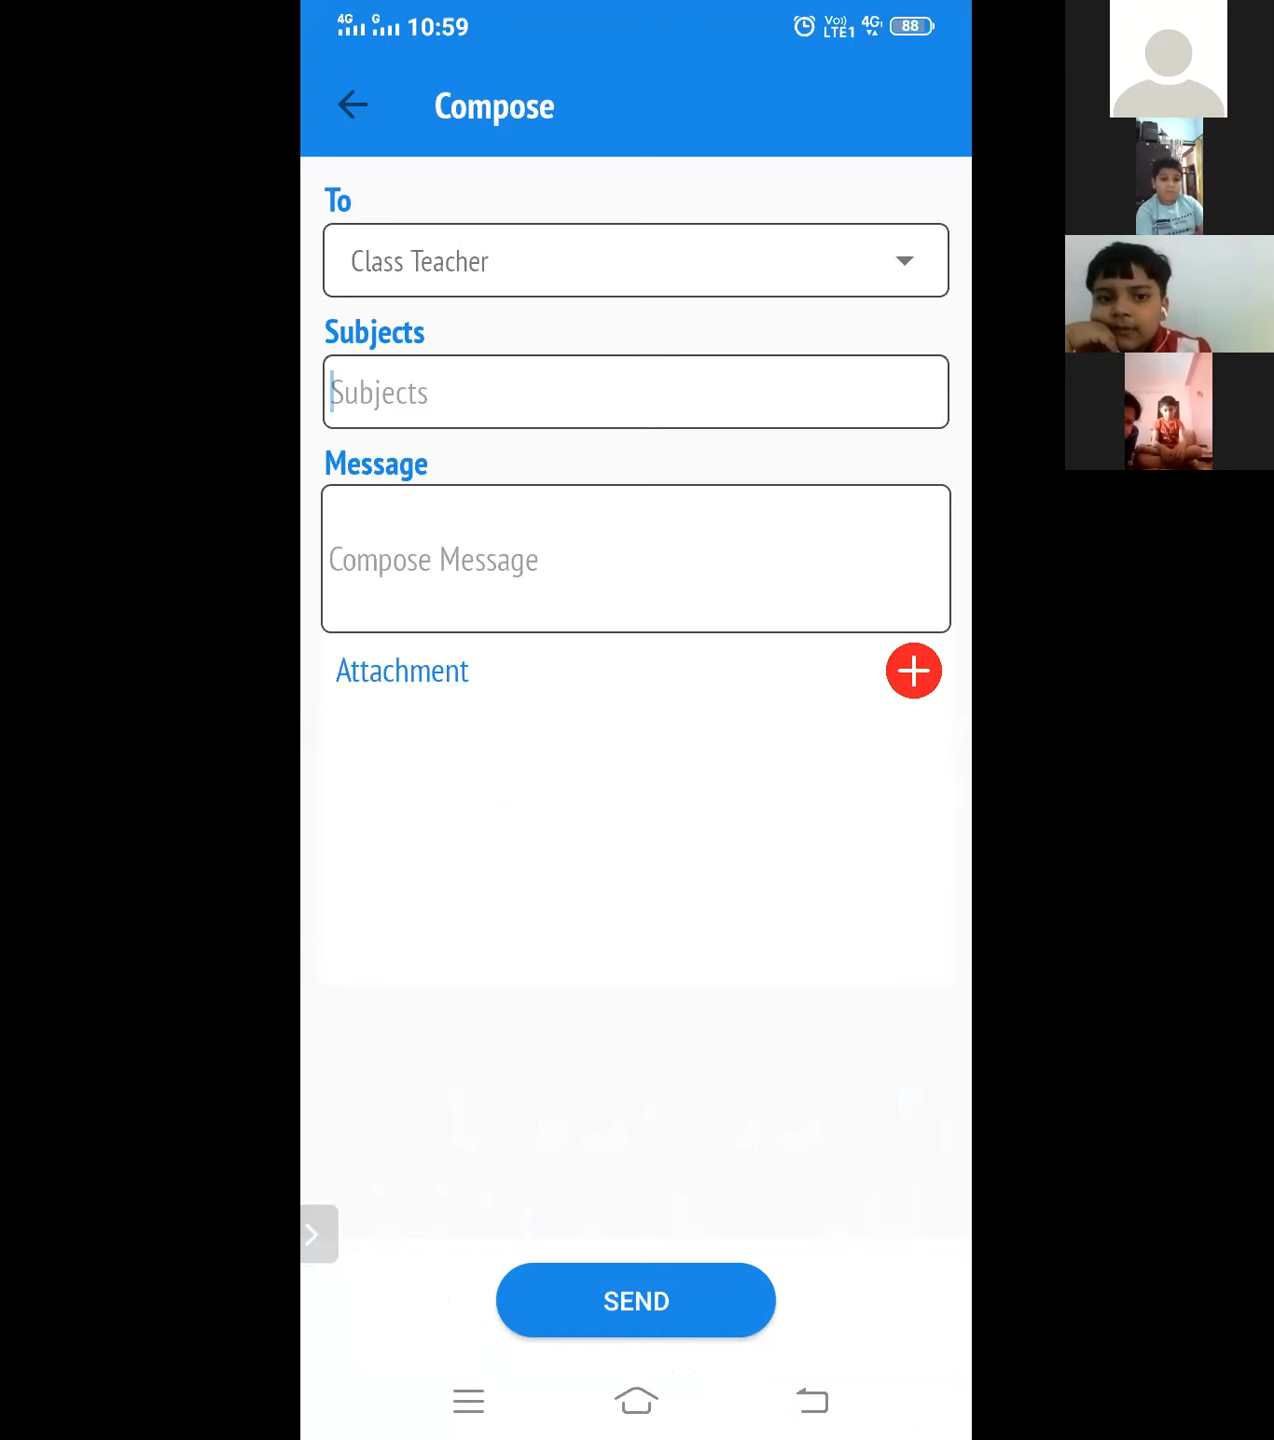 4G G 10:59 Vo)) LTE1 4G 88
Compose
To
Class Teacher
Subjects
Subjects
Message
Compose Message
Attachment
SEND